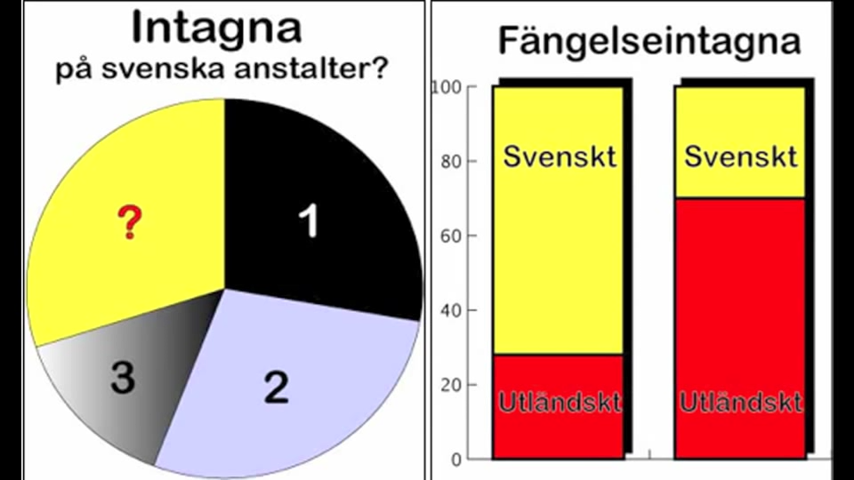 Intagna
på svenska anstalter?
?
1
3
2
Fängelseintagna
100
80
60
40
20
0
Svenskt
Svenskt
Utländskt
Utländskt